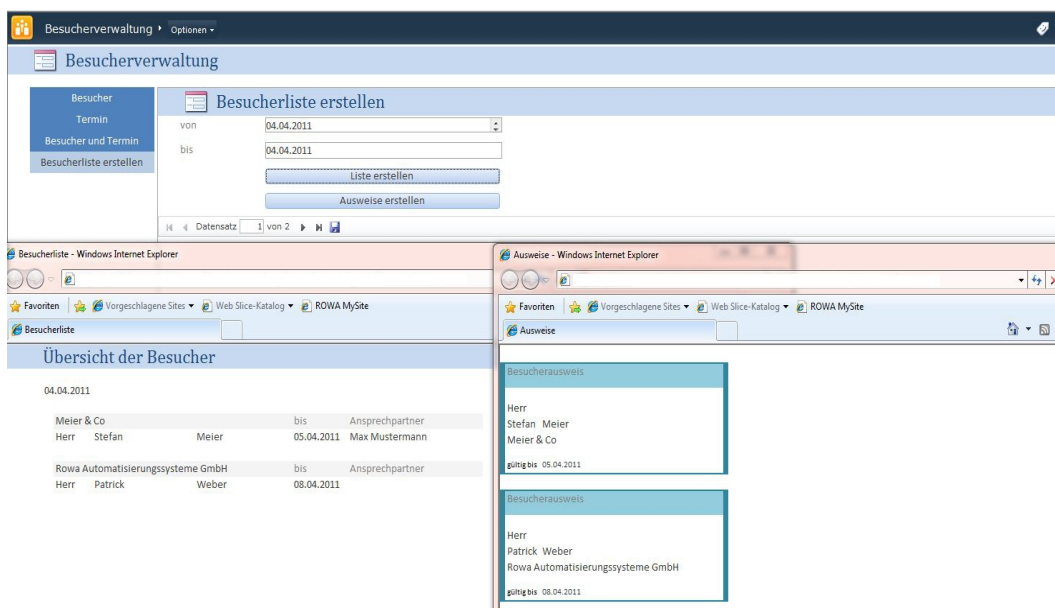 Besucherverwaltung Optionen
Besucherverwaltung
Besucher
Termin
Besucher und Termin
Besucherliste erstellen
Besucherliste erstellen
von 04.04.2011
bis 04.04.2011
Liste erstellen
Ausweise erstellen
Datensatz 1 von 2
Besucherliste - Windows Internet Explorer
Favoriten Vorgeschlagene Sites Web Slice-Katalog ROWA MySite
Besucherliste
Übersicht der Besucher
04.04.2011
Meier & Co bis Ansprechpartner
Herr Stefan Meier 05.04.2011 Max Mustermann
Rowa Automatisierungssysteme GmbH bis Ansprechpartner
Herr Patrick Weber 08.04.2011
Ausweise - Windows Internet Explorer
Favoriten Vorgeschlagene Sites Web Slice-Katalog ROWA MySite
Ausweise
Besucherausweis
Herr
Stefan Meier
Meier & Co
gültig bis 05.04.2011
Besucherausweis
Herr
Patrick Weber
Rowa Automatisierungssysteme GmbH
gültig bis 08.04.2011